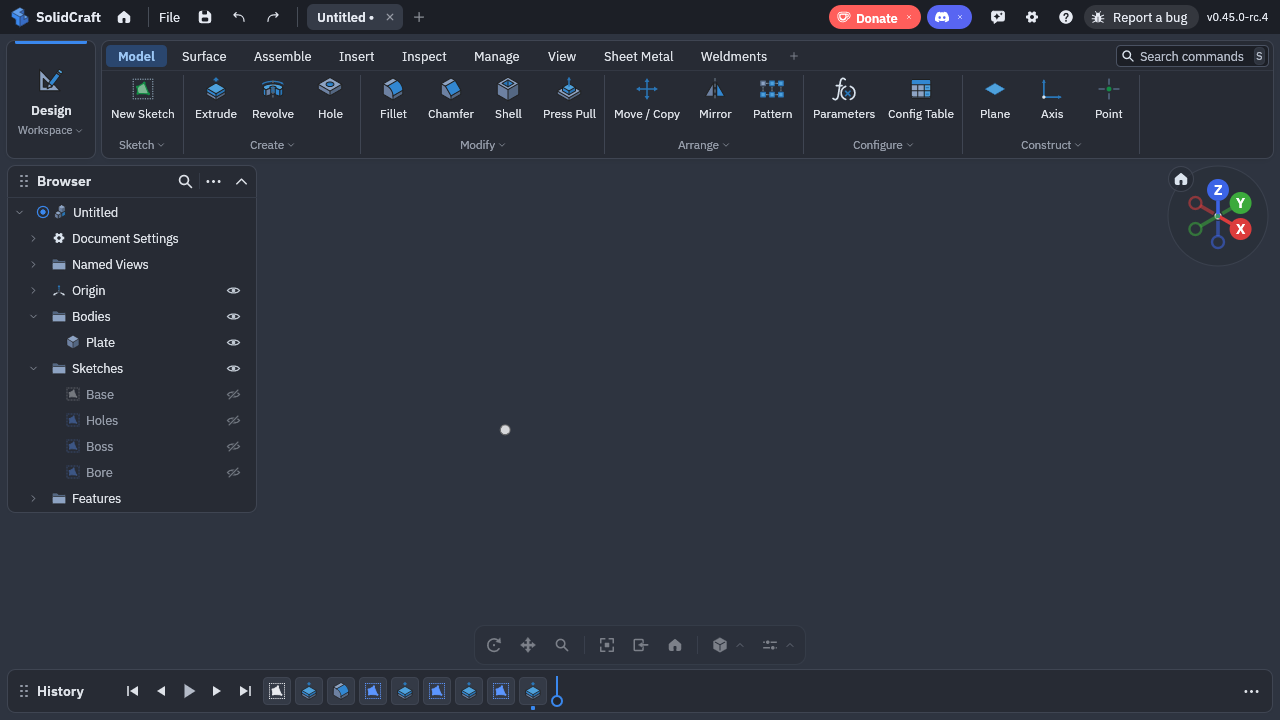 SolidCraft
File
Untitled •
Donate
Report a bug
v0.45.0-rc.4
Design
Workspace
Model
Surface
Assemble
Insert
Inspect
Manage
View
Sheet Metal
Weldments
Search commands
S
New Sketch
Extrude
Revolve
Hole
Fillet
Chamfer
Shell
Press Pull
Move / Copy
Mirror
Pattern
Parameters
Config Table
Plane
Axis
Point
Sketch
Create
Modify
Arrange
Configure
Construct
Browser
Untitled
Document Settings
Named Views
Origin
Bodies
Plate
Sketches
Base
Holes
Boss
Bore
Features
Z
Y
X
History